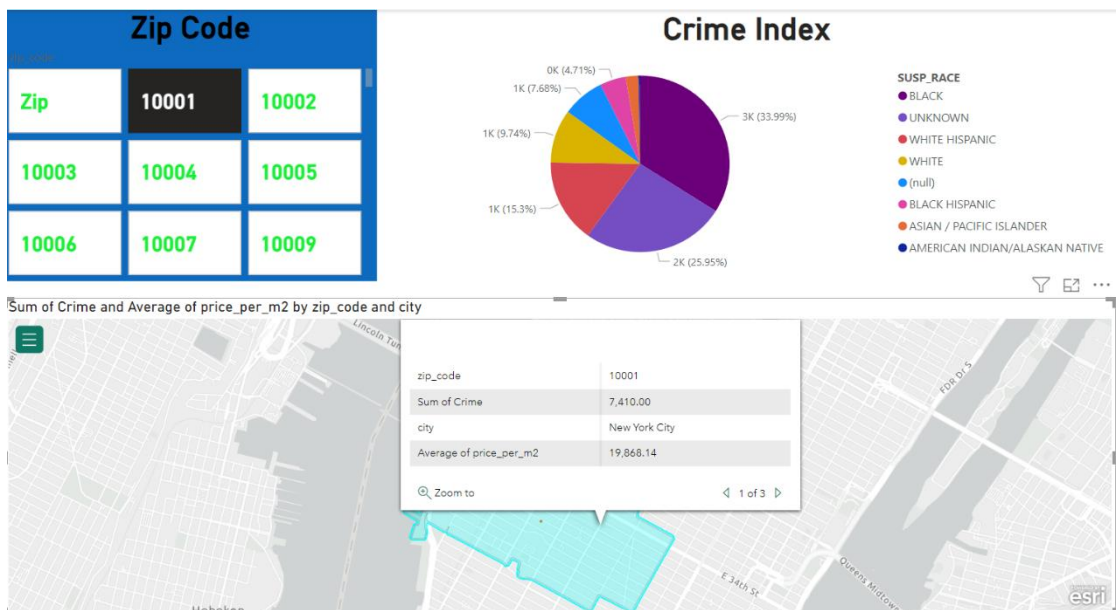 Zip Code
zip_code
Zip
10001
10002
10003
10004
10005
10006
10007
10009
Crime Index
0K (4.71%)
1K (7.68%)
1K (9.74%)
1K (15.3%)
3K (33.99%)
2K (25.95%)
SUSP_RACE
BLACK
UNKNOWN
WHITE HISPANIC
WHITE
(null)
BLACK HISPANIC
ASIAN / PACIFIC ISLANDER
AMERICAN INDIAN/ALASKAN NATIVE
Sum of Crime and Average of price_per_m2 by zip_code and city
Lincoln Tun
zip_code 10001
Sum of Crime 7,410.00
city New York City
Average of price_per_m2 19,868.14
Zoom to 1 of 3
FDR Dr S
E 34th St
Queens Midtow
Hoboken
esri